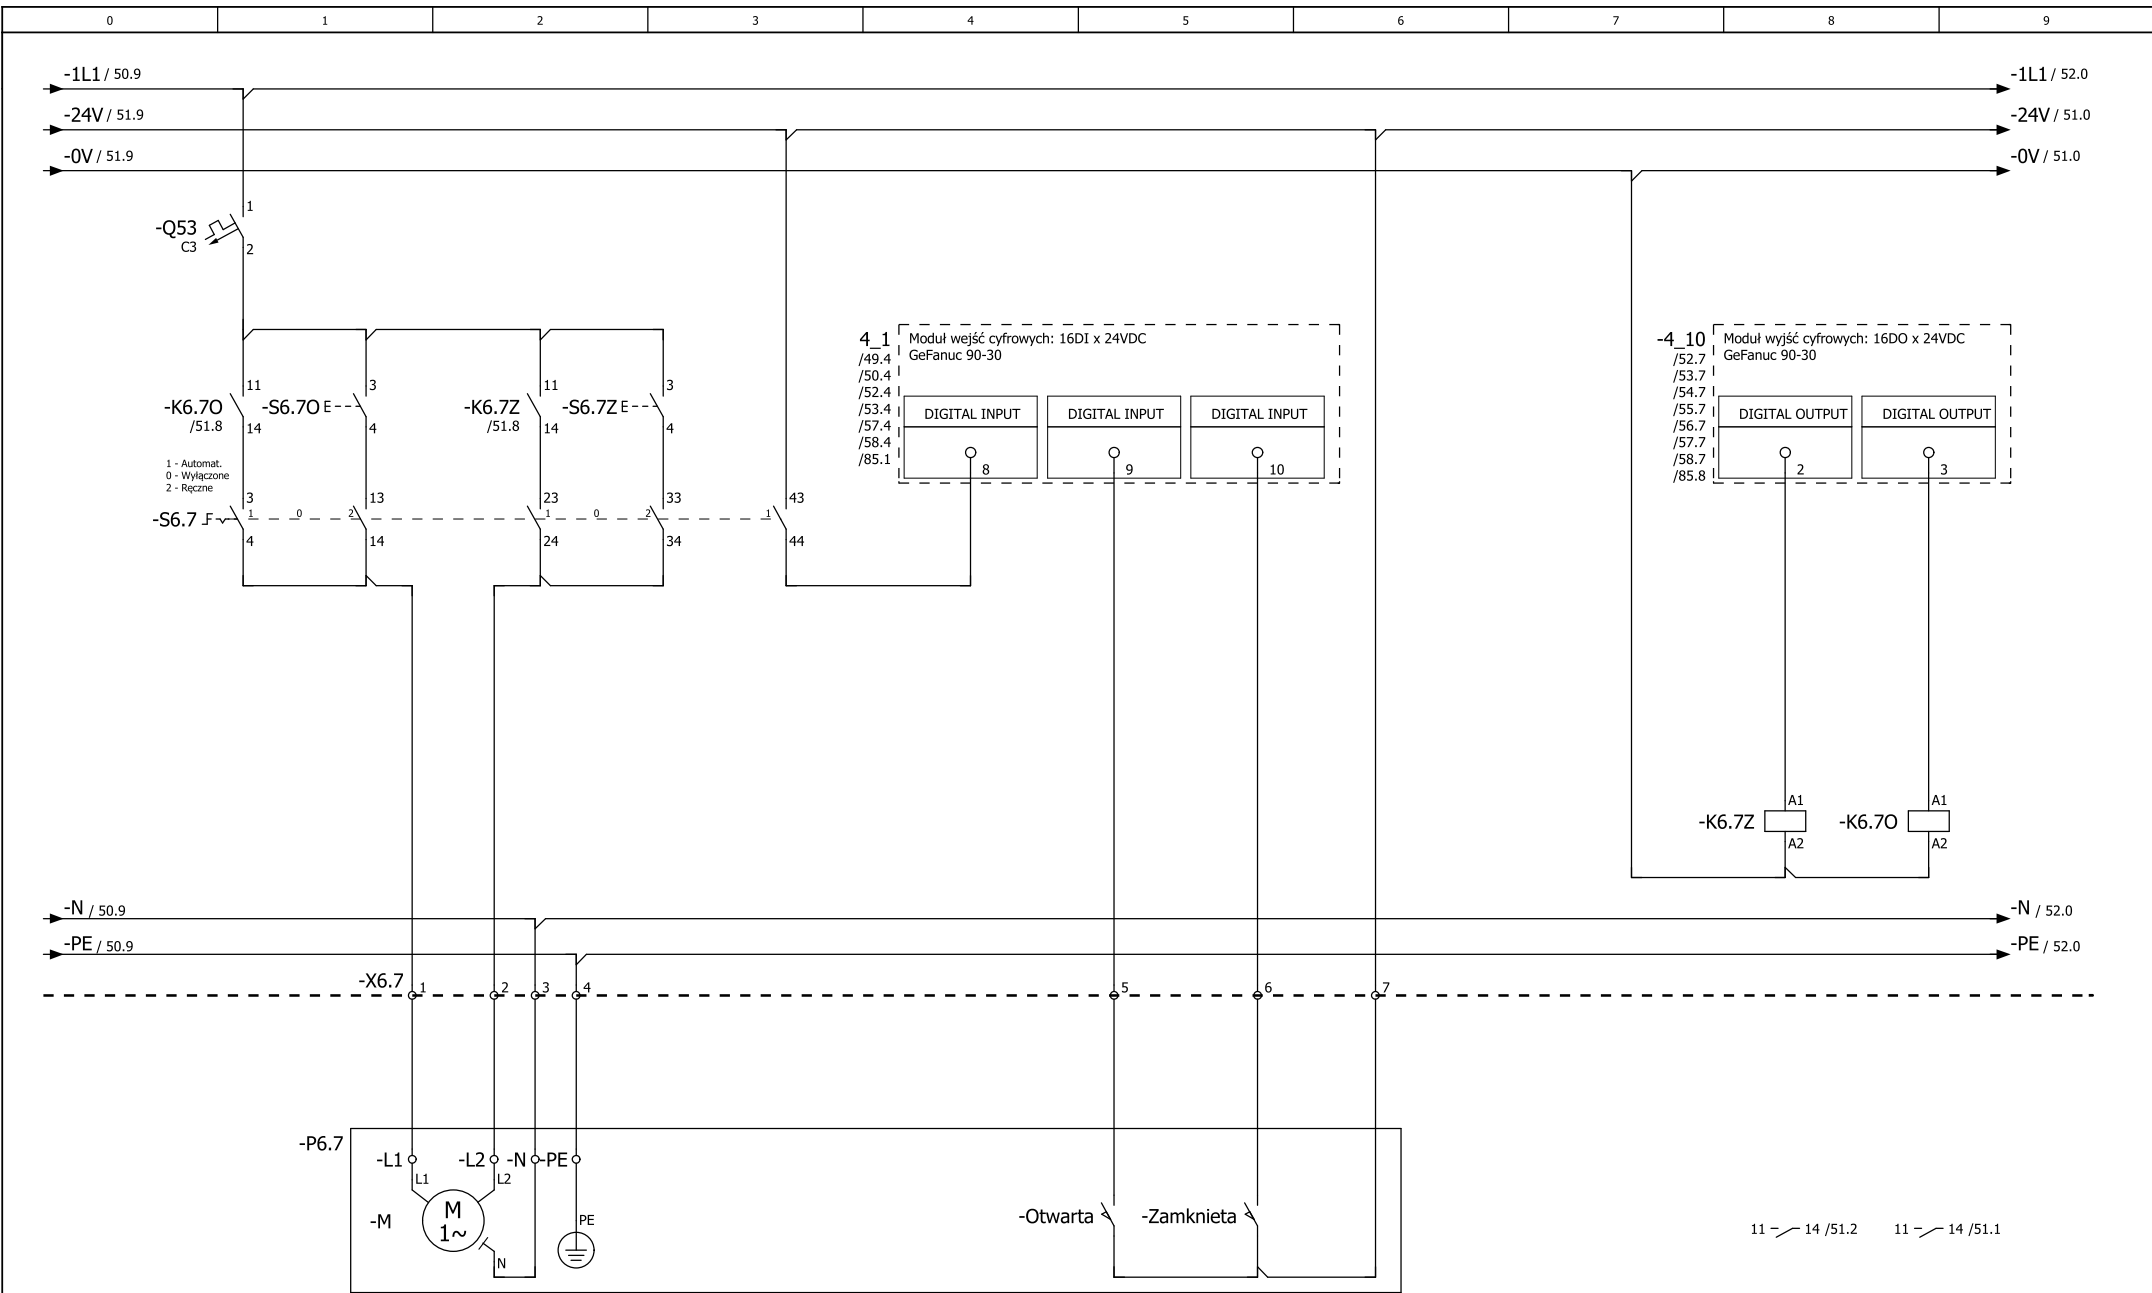 0 1 2 3 4 5 6 7 8 9
-1L1 / 50.9
-1L1 / 52.0
-24V / 51.9
-24V / 51.0
-0V / 51.9
-0V / 51.0
1
-Q53
C3
2
4_1
/49.4
/50.4
/52.4
/53.4
/57.4
/58.4
/85.1
Moduł wejść cyfrowych: 16DI x 24VDC
GeFanuc 90-30
DIGITAL INPUT
8
DIGITAL INPUT
9
DIGITAL INPUT
10
-4_10
/52.7
/53.7
/54.7
/55.7
/56.7
/57.7
/58.7
/85.8
Moduł wyjść cyfrowych: 16DO x 24VDC
GeFanuc 90-30
DIGITAL OUTPUT
2
DIGITAL OUTPUT
3
11
-K6.7O
/51.8
14
3
-S6.7O E
4
11
-K6.7Z
/51.8
14
3
-S6.7Z E
4
1 - Automat.
0 - Wyłączone
2 - Ręczne
3 13 23 33 43
-S6.7 1 0 2 1 0 2 1
4 14 24 34 44
A1
-K6.7Z
A2
A1
-K6.7O
A2
-N / 50.9
-N / 52.0
-PE / 50.9
-PE / 52.0
-X6.7 1 2 3 4 5 6 7
-P6.7
-L1 -L2 -N -PE
L1 L2
-M
M
1~
N
PE
-Otwarta
-Zamknieta
11 14 /51.2
11 14 /51.1